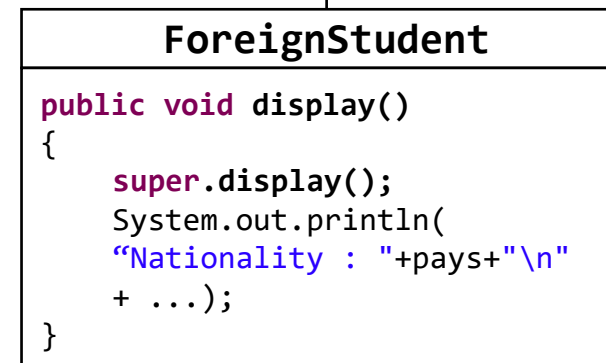 ForeignStudent
public void display()
{
super.display();
System.out.println(
“Nationality : "+pays+"\n"
+ ...);
}